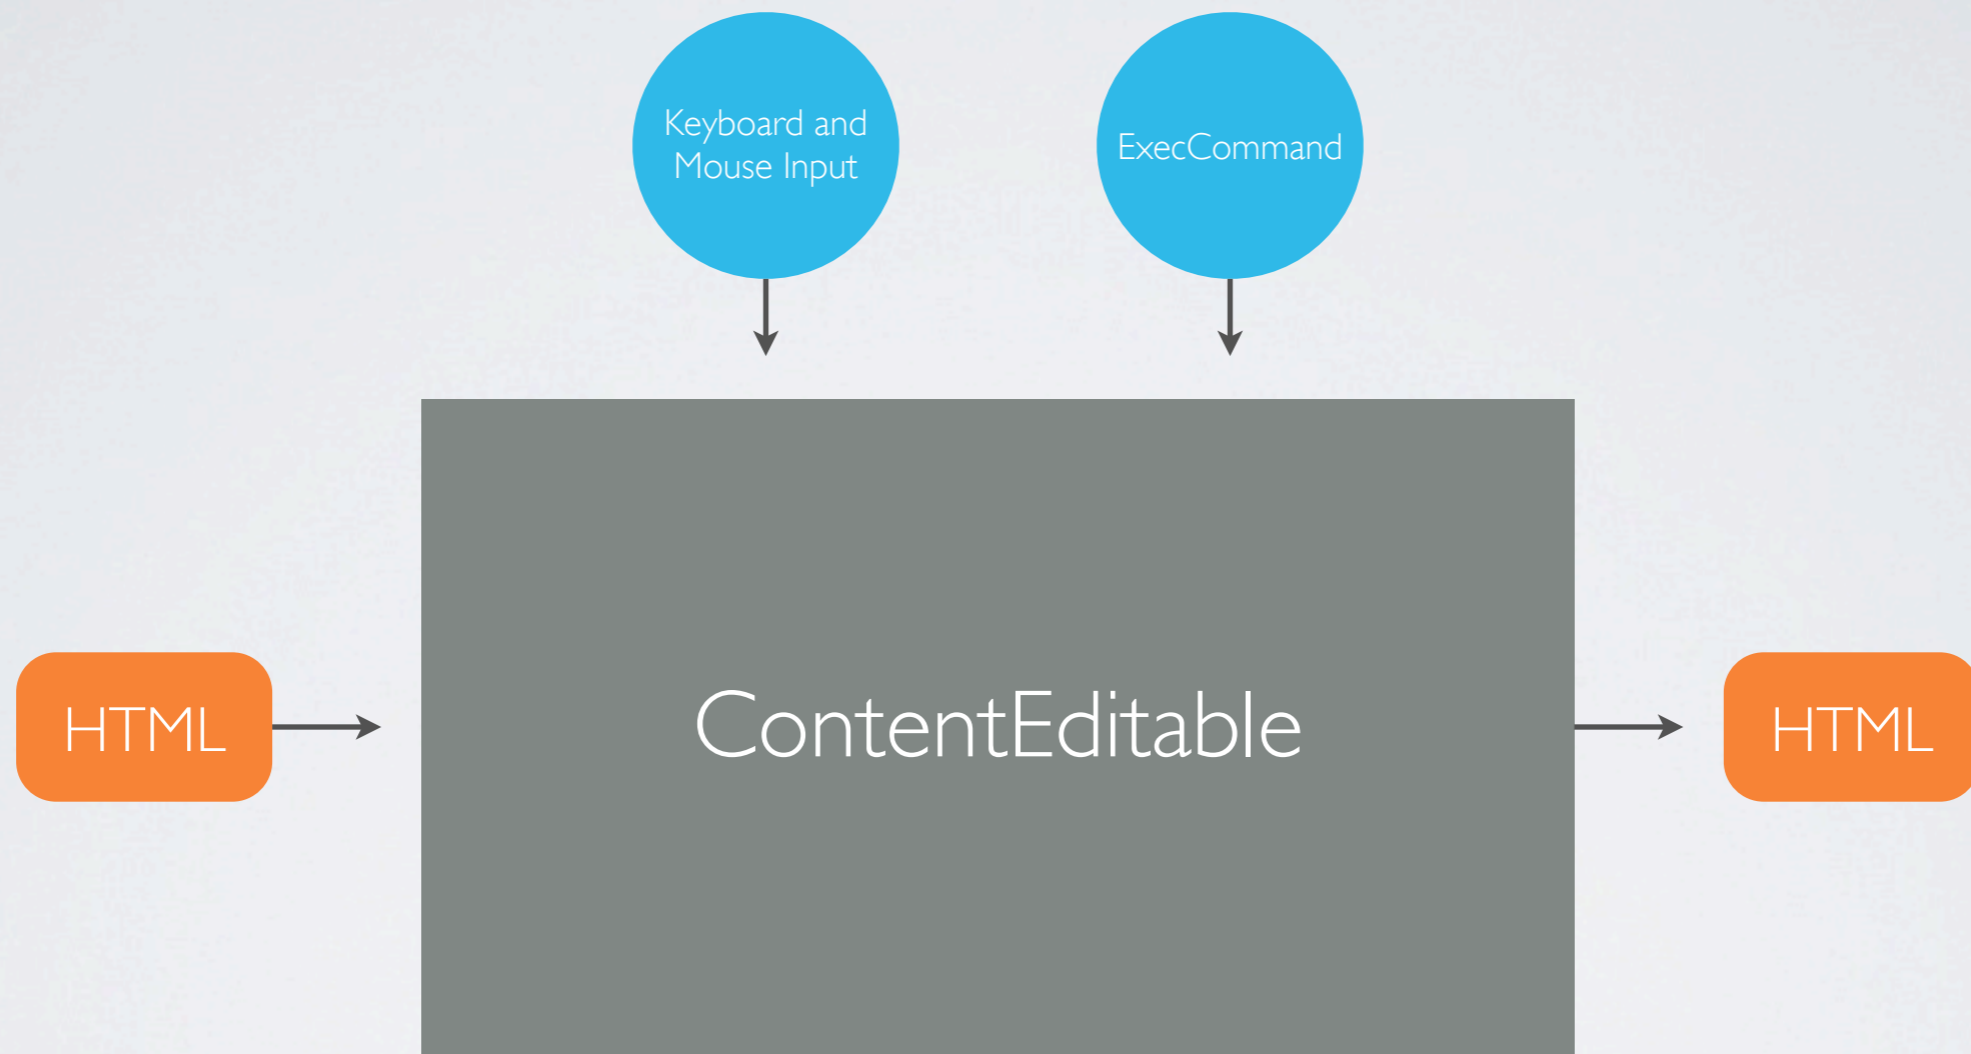 Keyboard and
Mouse Input
ExecCommand
HTML
ContentEditable
HTML